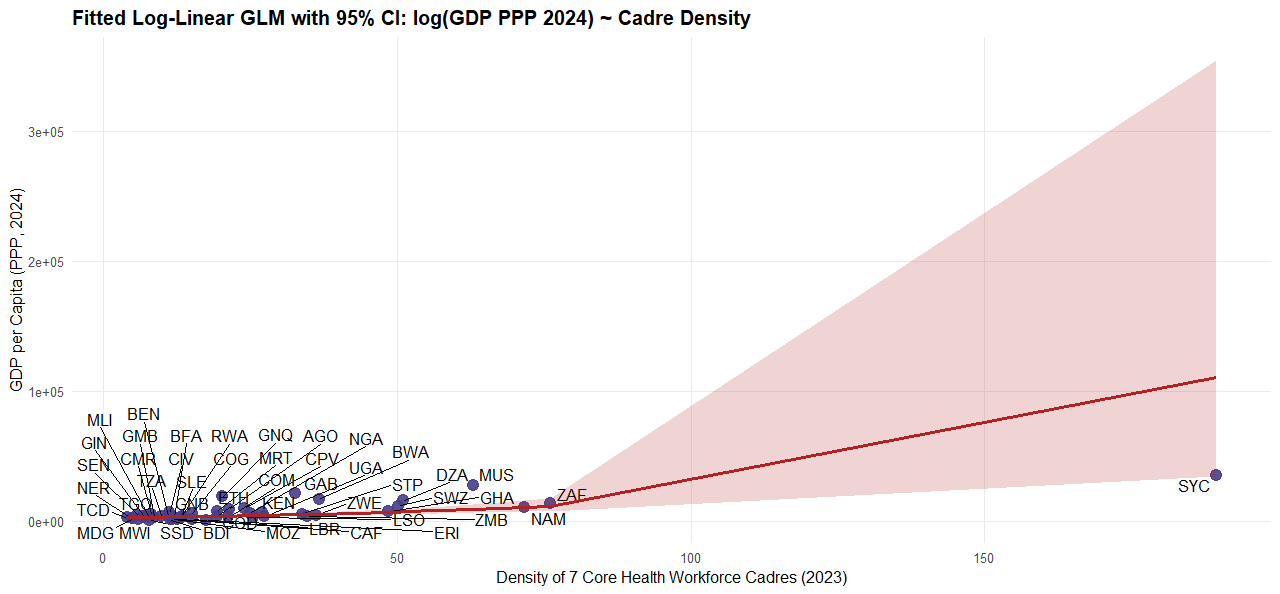 Fitted Log-Linear GLM with 95% CI: log(GDP PPP 2024) ~ Cadre Density
GDP per Capita (PPP, 2024)
3e+05
2e+05
1e+05
0e+00
MLI BEN
GIN GMB BFA RWA GNQ AGO NGA
SEN CMR CIV COG MRT CPV BWA
NER TZA SLE COM GAB UGA STP DZA MUS
TCD TGO GNB ETH KEN ZWE SWZ GHA ZAF SYC
LSO ZMB NAM
MDG MWI SSD BDI MOZ LBR CAF ERI
0 50 100 150
Density of 7 Core Health Workforce Cadres (2023)